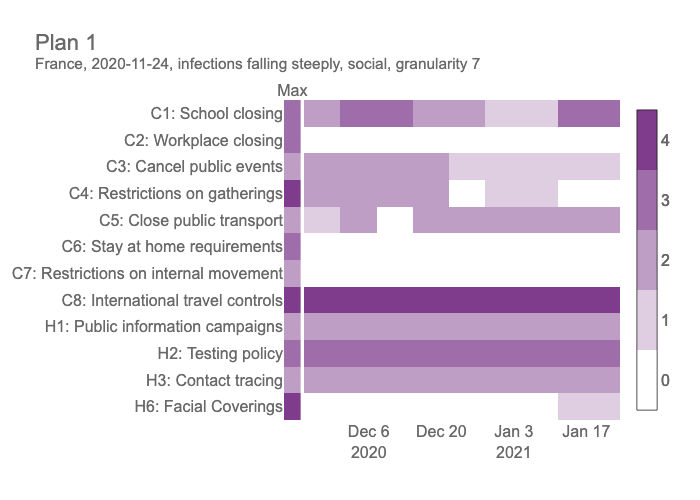 Plan 1
France, 2020-11-24, infections falling steeply, social, granularity 7
Max
C1: School closing
C2: Workplace closing
C3: Cancel public events
C4: Restrictions on gatherings
C5: Close public transport
C6: Stay at home requirements
C7: Restrictions on internal movement
C8: International travel controls
H1: Public information campaigns
H2: Testing policy
H3: Contact tracing
H6: Facial Coverings
4
3
2
1
0
Dec 6 Dec 20 Jan 3 Jan 17
2020 2021